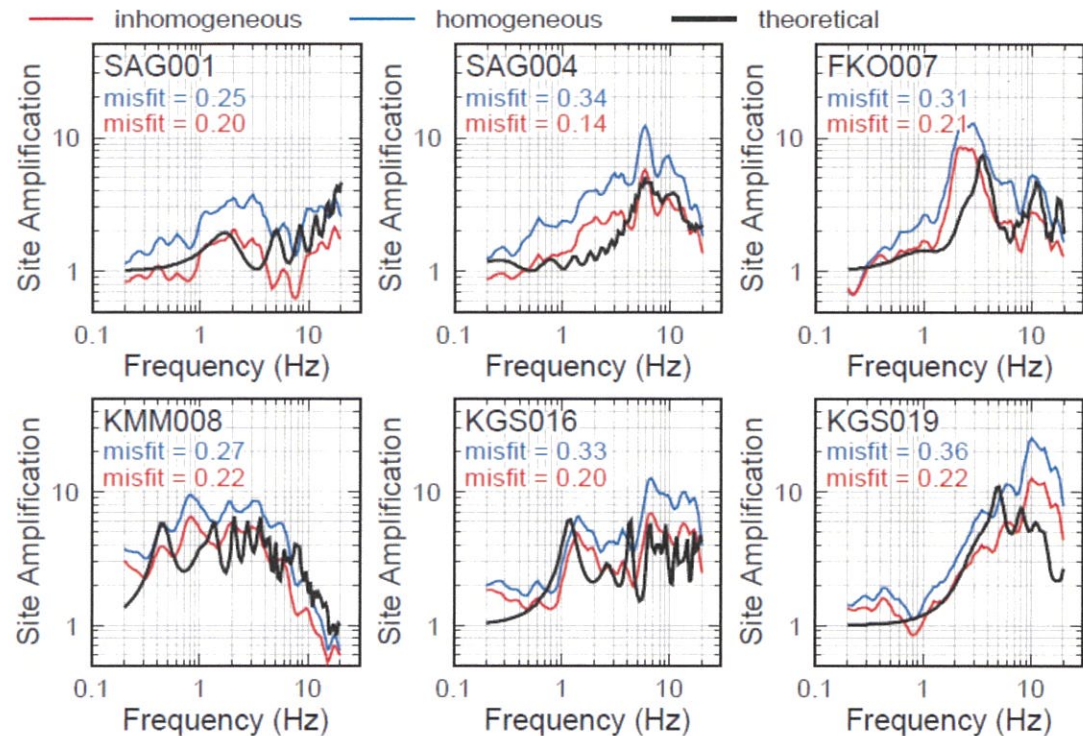 inhomogeneous homogeneous theoretical
SAG001
misfit = 0.25
misfit = 0.20
Site Amplification
10
1
0.1 1 10
Frequency (Hz)
SAG004
misfit = 0.34
misfit = 0.14
Site Amplification
10
1
0.1 1 10
Frequency (Hz)
FKO007
misfit = 0.31
misfit = 0.21
Site Amplification
10
1
0.1 1 10
Frequency (Hz)
KMM008
misfit = 0.27
misfit = 0.22
Site Amplification
10
1
0.1 1 10
Frequency (Hz)
KGS016
misfit = 0.33
misfit = 0.20
Site Amplification
10
1
0.1 1 10
Frequency (Hz)
KGS019
misfit = 0.36
misfit = 0.22
Site Amplification
10
1
0.1 1 10
Frequency (Hz)